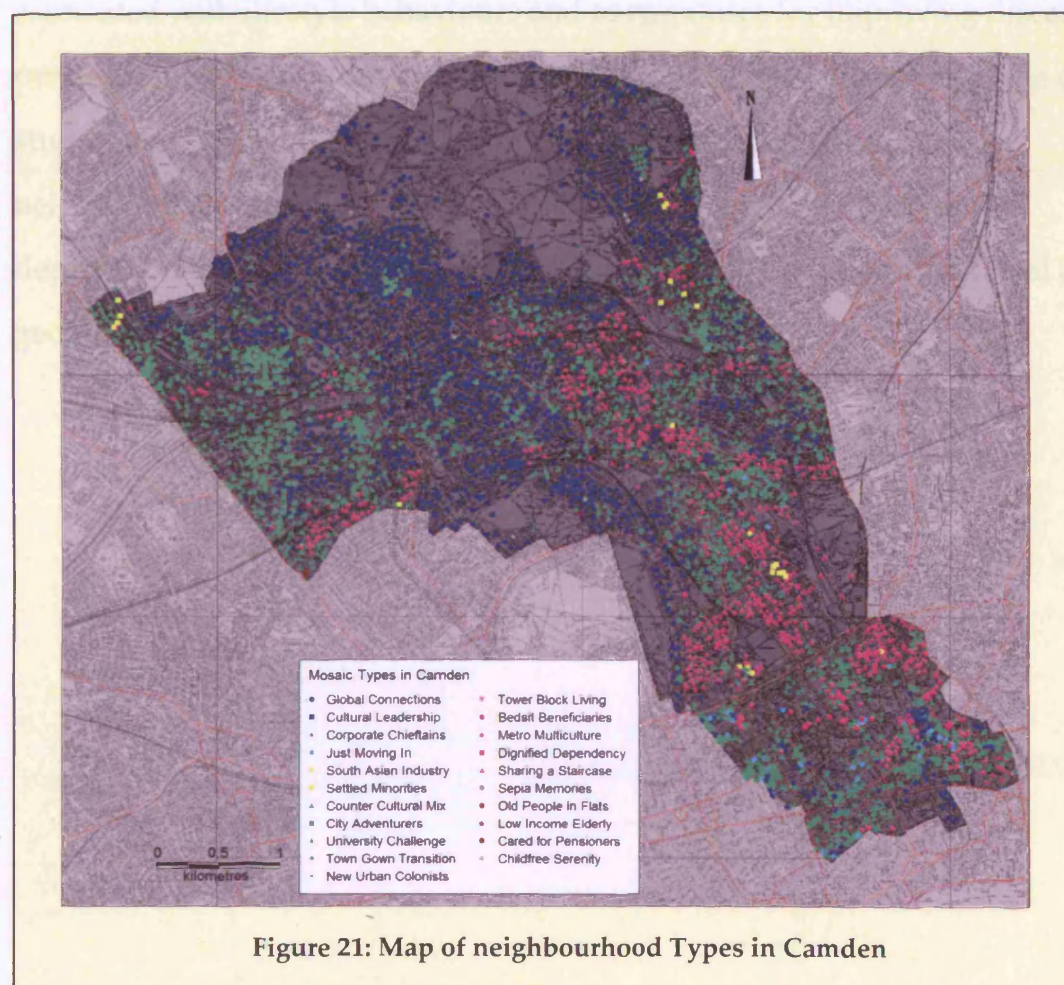 N
Mosaic Types in Camden
Global Connections
Cultural Leadership
Corporate Chieftains
Just Moving In
South Asian Industry
Settled Minorities
Counter Cultural Mix
City Adventurers
University Challenge
Town Gown Transition
New Urban Colonists
Tower Block Living
Bedsit Beneficiaries
Metro Multiculture
Dignified Dependency
Sharing a Staircase
Sepia Memories
Old People in Flats
Low Income Elderly
Cared for Pensioners
Childfree Serenity
0 0.5 1
kilometres
Figure 21: Map of neighbourhood Types in Camden